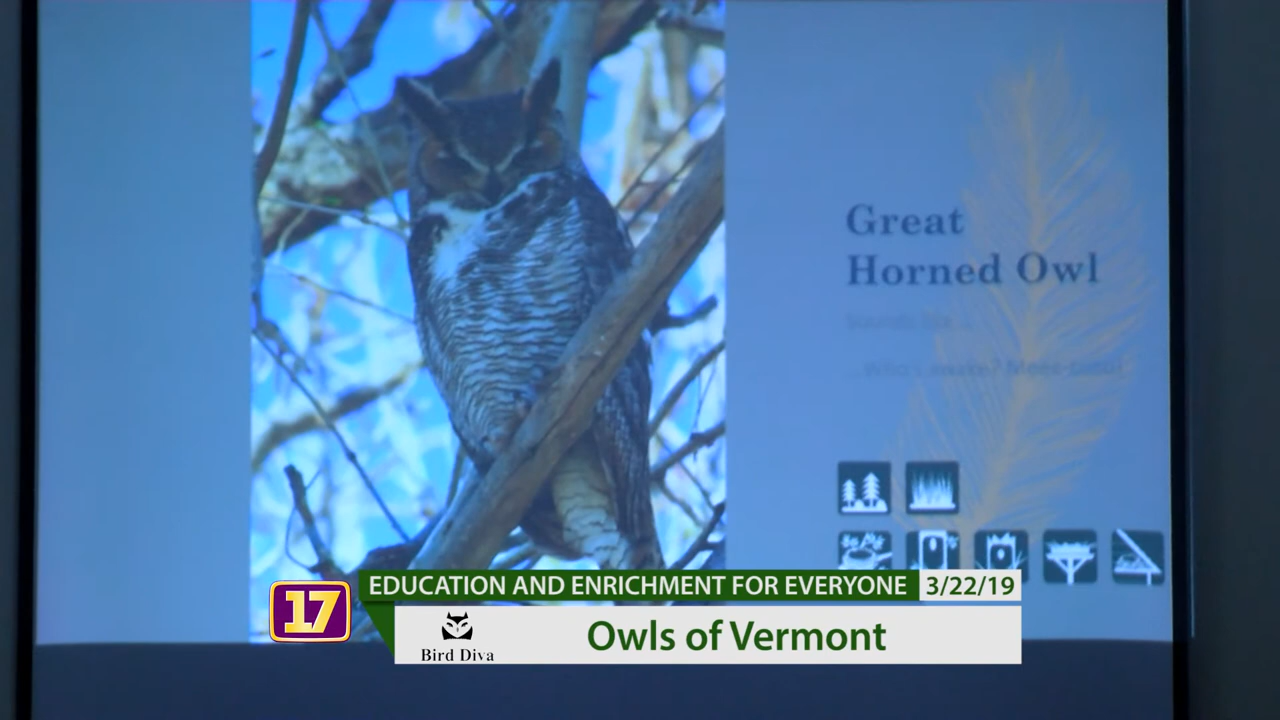 Great
Horned Owl
17
EDUCATION AND ENRICHMENT FOR EVERYONE 3/22/19
Bird Diva
Owls of Vermont